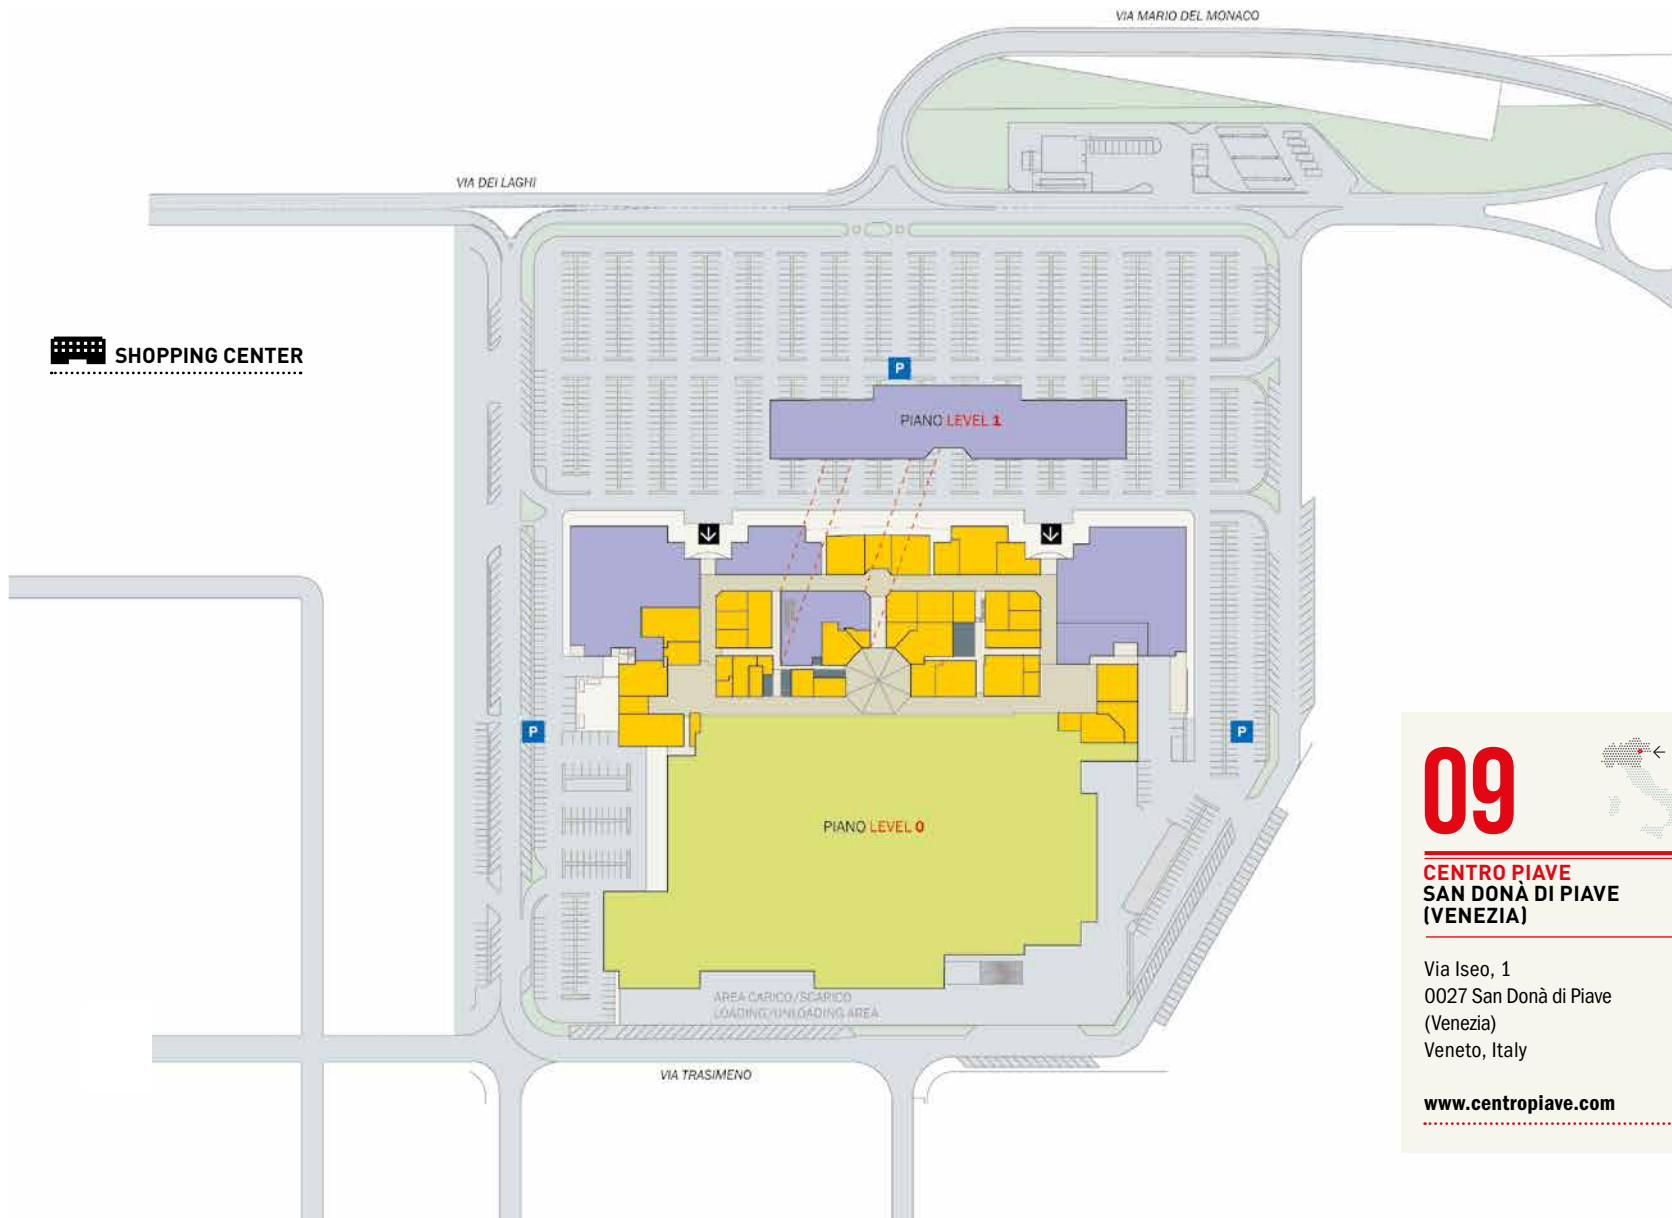 VIA MARIO DEL MONACO
VIA DEI LAGHI
SHOPPING CENTER
P
PIANO LEVEL 1
P
P
PIANO LEVEL 0
AREA CARICO/SCARICO
LOADING/UNLOADING AREA
VIA TRASIMENO
09
CENTRO PIAVE
SAN DONÀ DI PIAVE
(VENEZIA)
Via Iseo, 1
0027 San Donà di Piave
(Venezia)
Veneto, Italy
www.centropiave.com